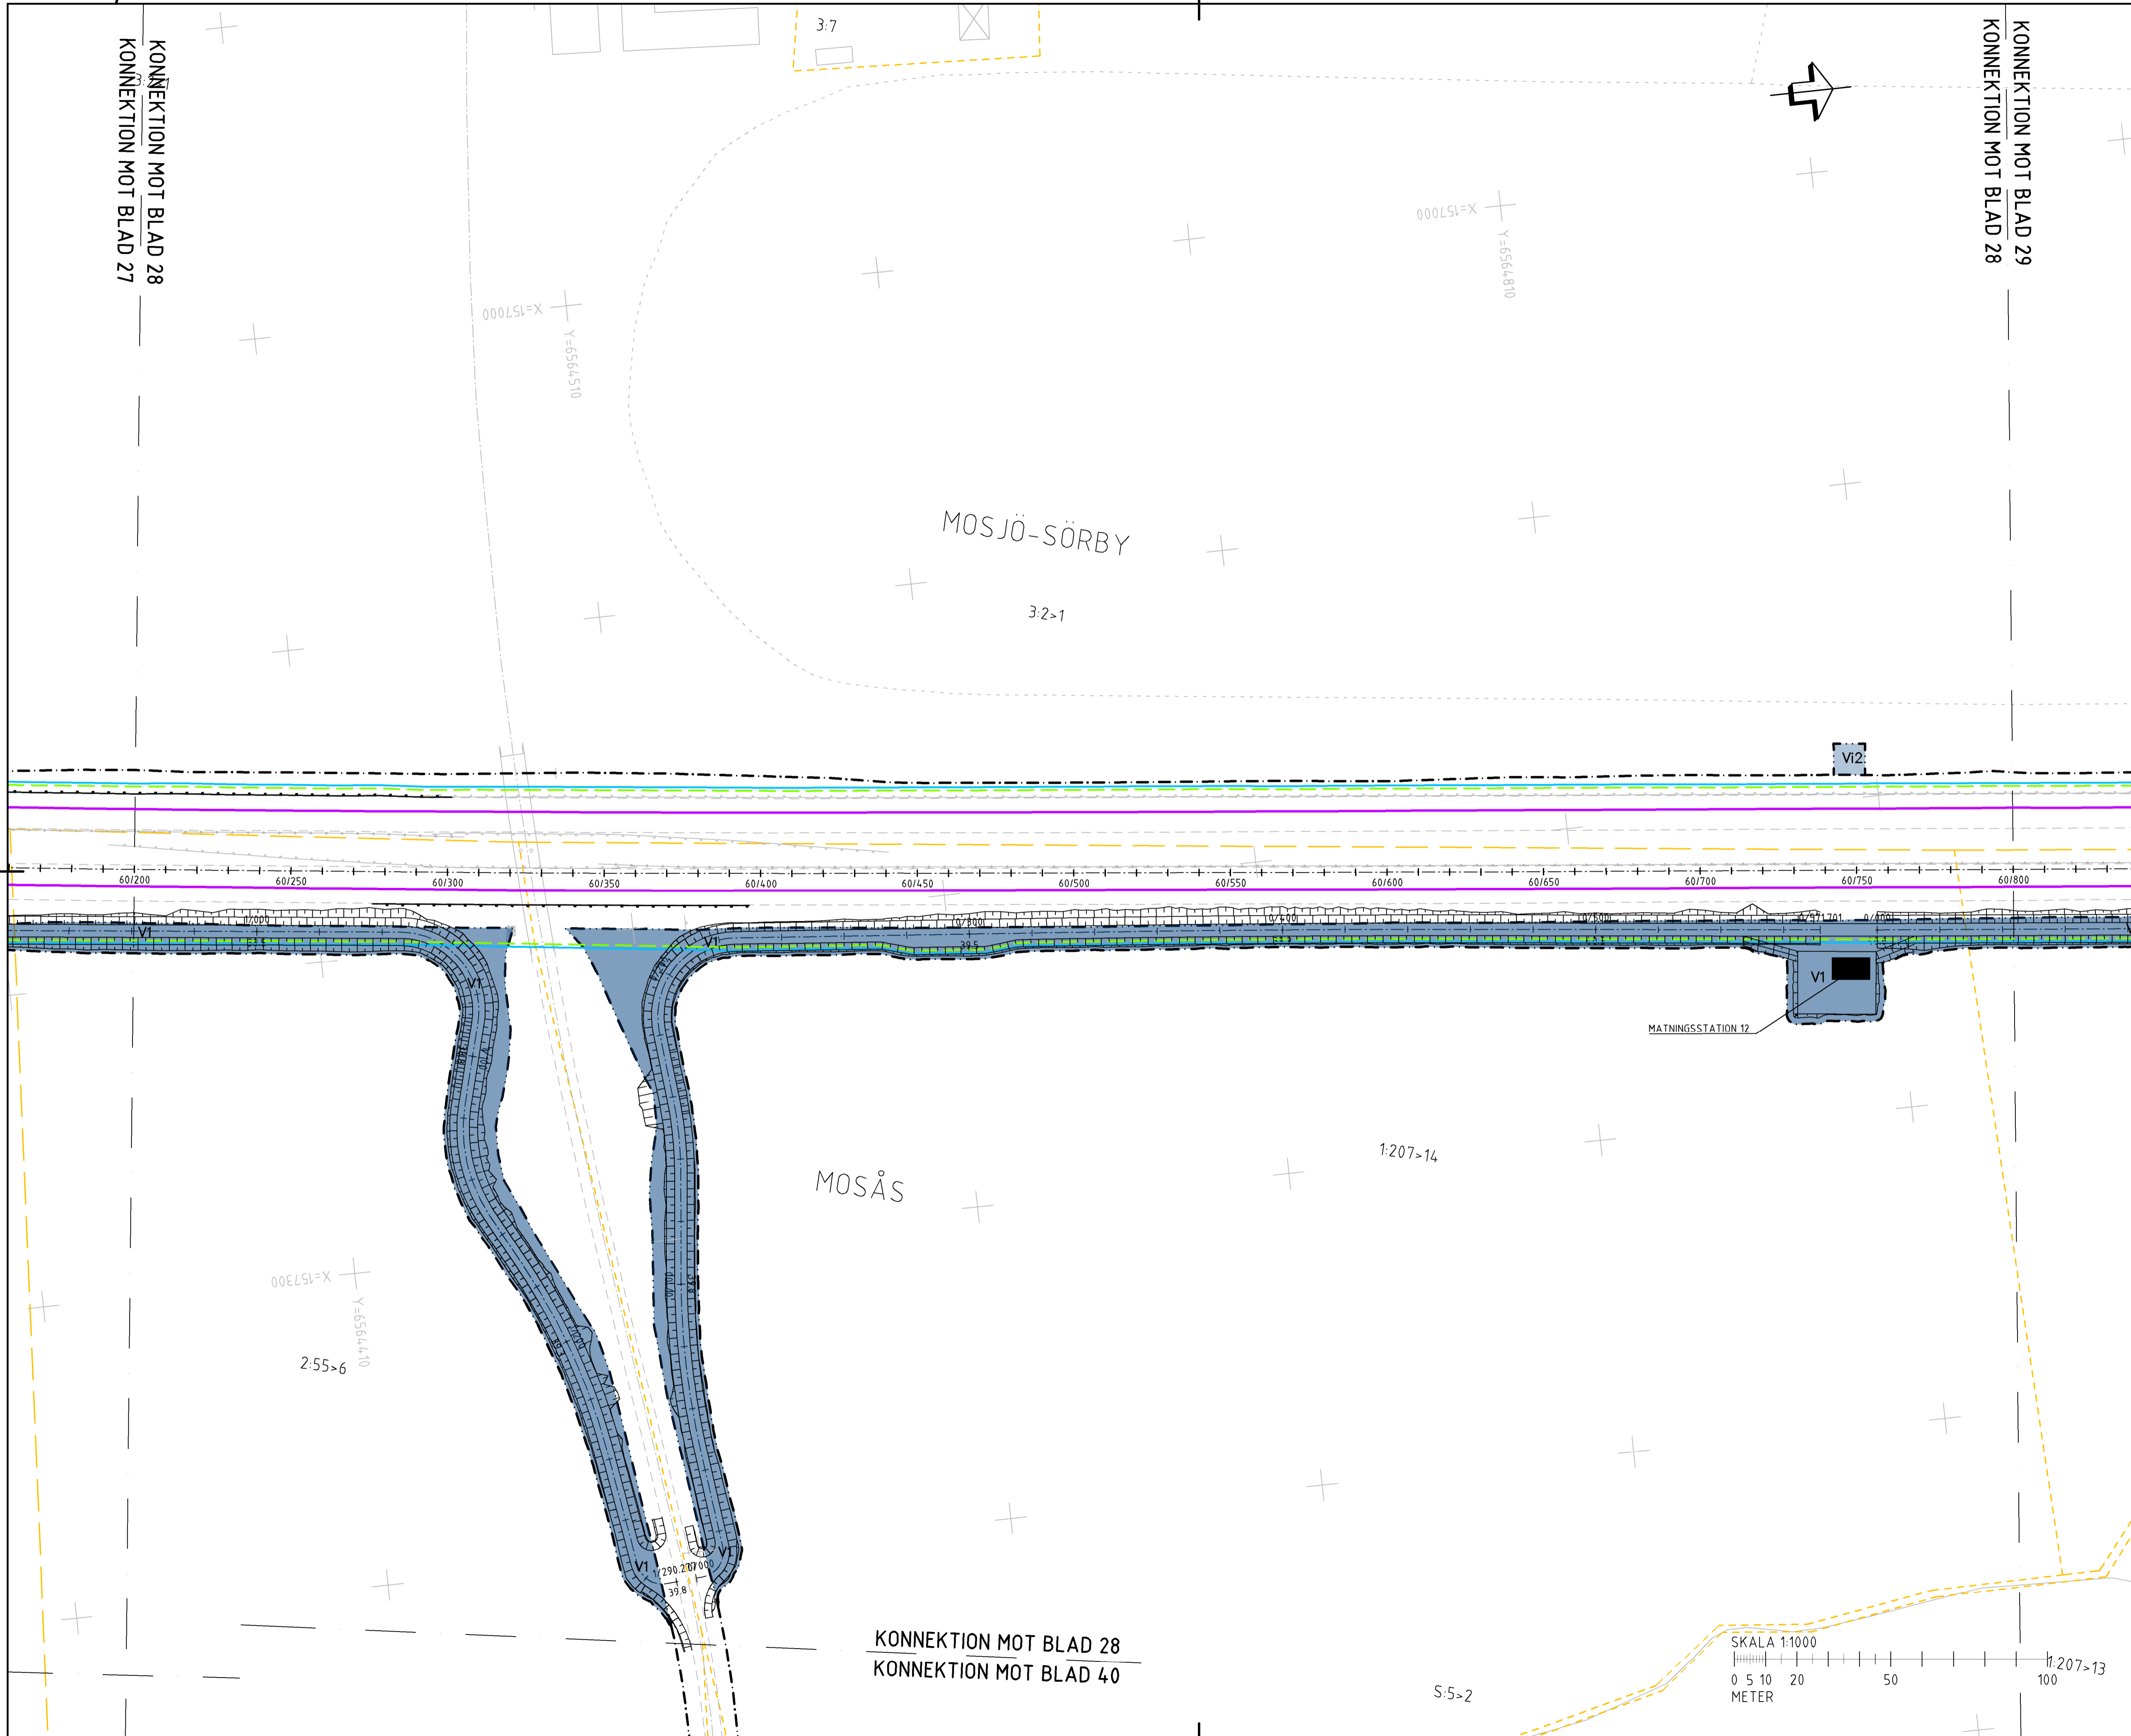 3:7
KONNEKTION MOT BLAD 28
KONNEKTION MOT BLAD 27
KONNEKTION MOT BLAD 29
KONNEKTION MOT BLAD 28
X=157000
Y=6564810
X=157000
Y=6564510
MOSJÖ-SÖRBY
3:2>1
Vi2
60/200
60/250
60/300
60/350
60/400
60/450
60/500
60/550
60/600
60/650
60/700
60/750
60/800
V1
V1
39.5
V1
V1
MATNINGSSTATION 12
1:207>14
MOSÅS
X=157300
Y=6564410
2:55>6
V1
V1
39.8
KONNEKTION MOT BLAD 28
KONNEKTION MOT BLAD 40
S:5>2
SKALA 1:1000
0 5 10 20 50 100
METER
1:207>13